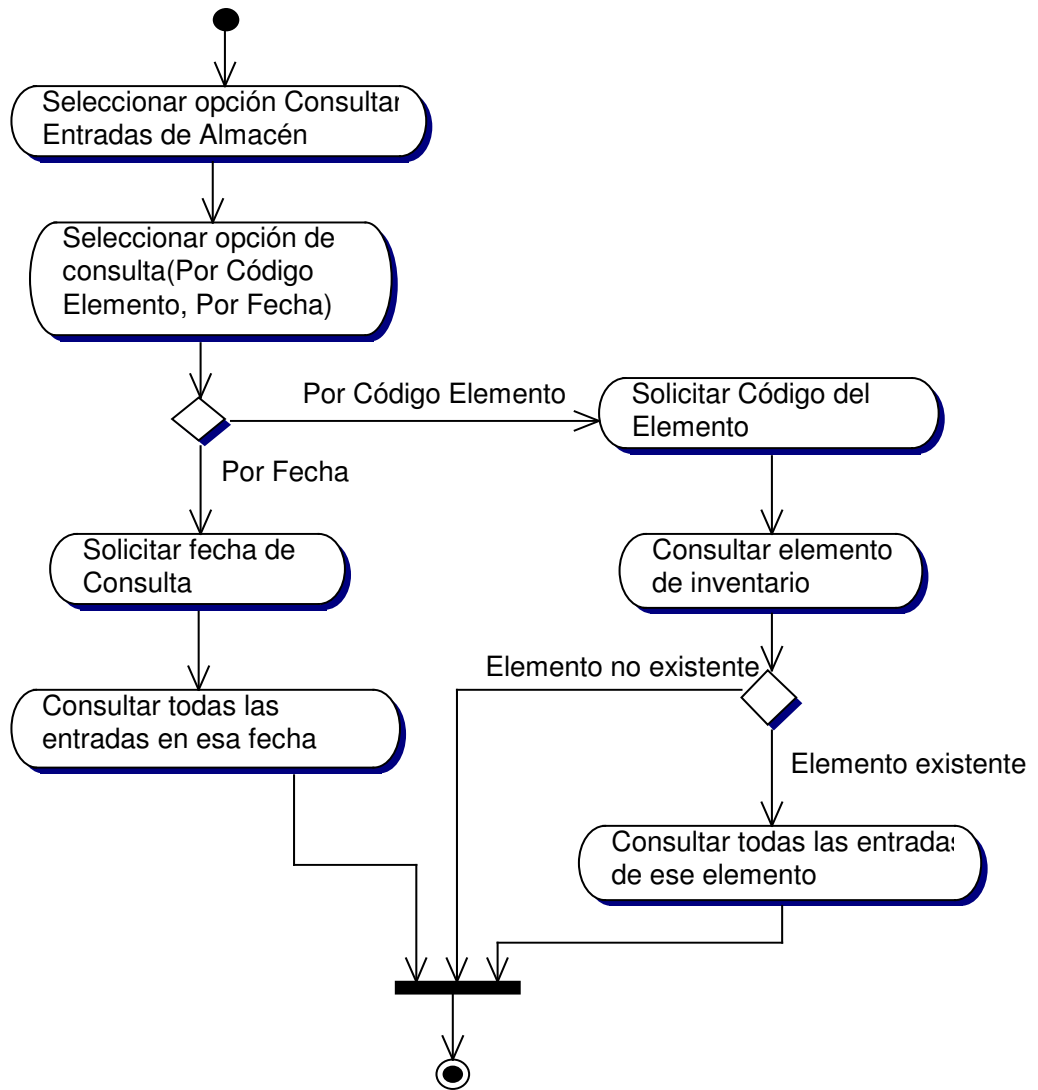 Seleccionar opción Consultar
Entradas de Almacén
Seleccionar opción de
consulta(Por Código
Elemento, Por Fecha)
Por Código Elemento
Solicitar Código del
Elemento
Por Fecha
Solicitar fecha de
Consulta
Consultar elemento
de inventario
Elemento no existente
Consultar todas las
entradas en esa fecha
Elemento existente
Consultar todas las entradas
de ese elemento